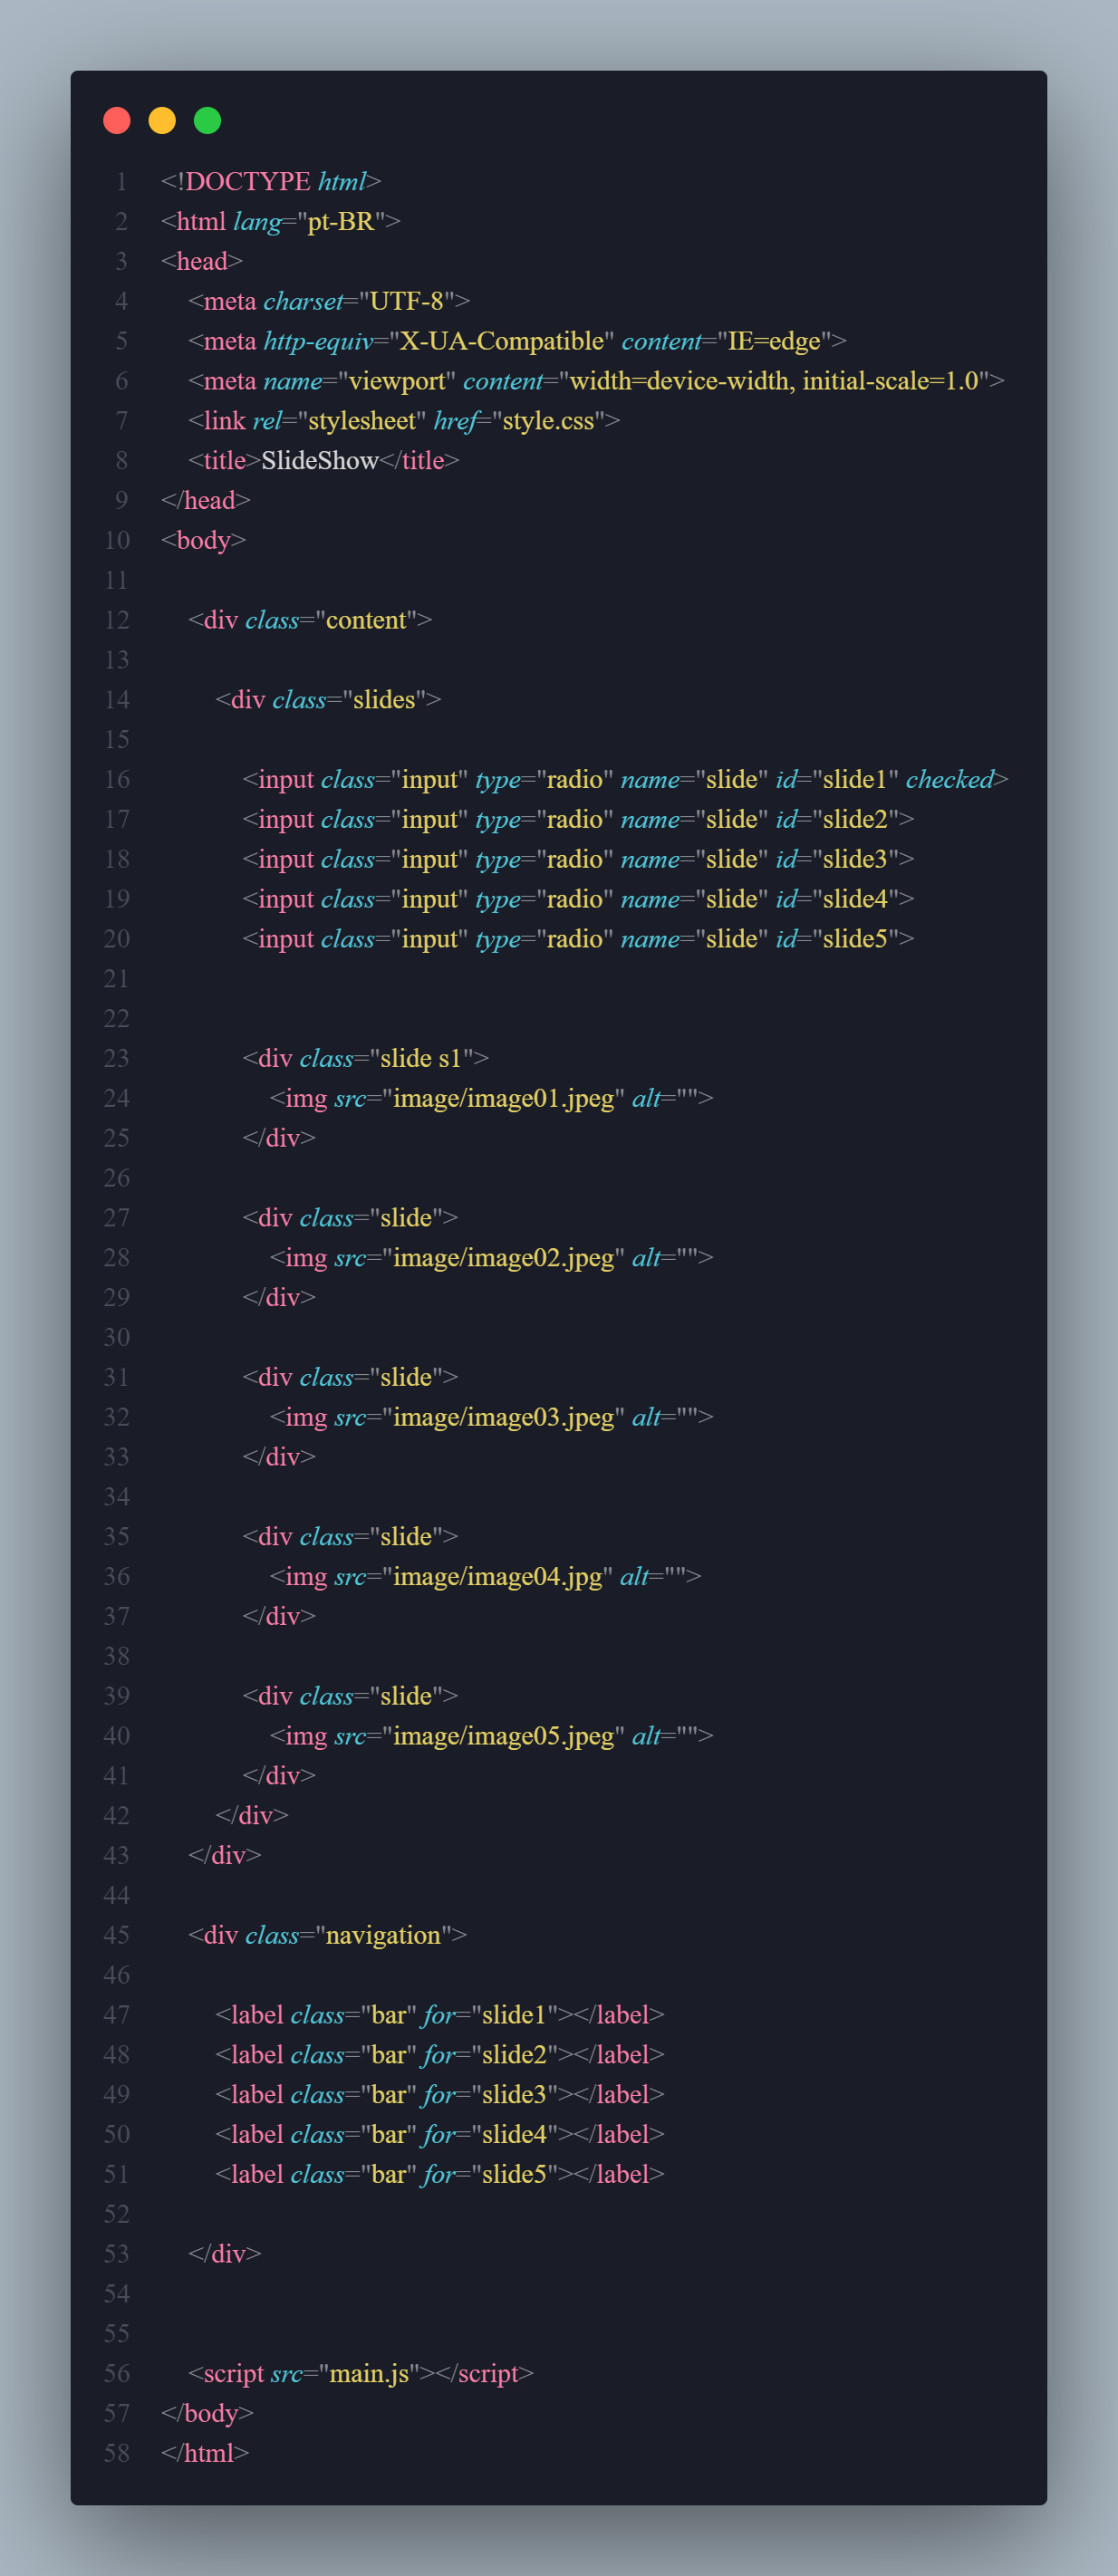 1 <!DOCTYPE html>
2 <html lang="pt-BR">
3 <head>
4     <meta charset="UTF-8">
5     <meta http-equiv="X-UA-Compatible" content="IE=edge">
6     <meta name="viewport" content="width=device-width, initial-scale=1.0">
7     <link rel="stylesheet" href="style.css">
8     <title>SlideShow</title>
9 </head>
10 <body>
11
12     <div class="content">
13
14         <div class="slides">
15
16             <input class="input" type="radio" name="slide" id="slide1" checked>
17             <input class="input" type="radio" name="slide" id="slide2">
18             <input class="input" type="radio" name="slide" id="slide3">
19             <input class="input" type="radio" name="slide" id="slide4">
20             <input class="input" type="radio" name="slide" id="slide5">
21
22
23             <div class="slide s1">
24                 <img src="image/image01.jpeg" alt="">
25             </div>
26
27             <div class="slide">
28                 <img src="image/image02.jpeg" alt="">
29             </div>
30
31             <div class="slide">
32                 <img src="image/image03.jpeg" alt="">
33             </div>
34
35             <div class="slide">
36                 <img src="image/image04.jpg" alt="">
37             </div>
38
39             <div class="slide">
40                 <img src="image/image05.jpeg" alt="">
41             </div>
42         </div>
43     </div>
44
45     <div class="navigation">
46
47         <label class="bar" for="slide1"></label>
48         <label class="bar" for="slide2"></label>
49         <label class="bar" for="slide3"></label>
50         <label class="bar" for="slide4"></label>
51         <label class="bar" for="slide5"></label>
52
53     </div>
54
55
56     <script src="main.js"></script>
57 </body>
58 </html>